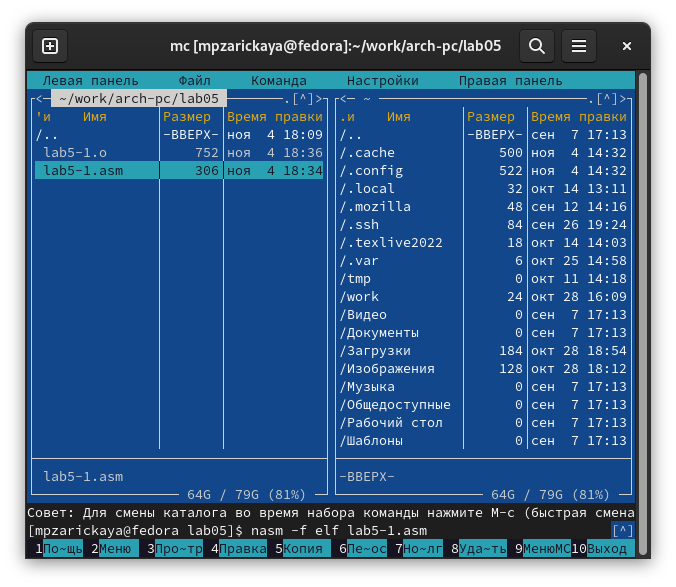 mc [mpzarickaya@fedora]:~/work/arch-pc/lab05
Левая панель Файл Команда Настройки Правая панель
<─ ~/work/arch-pc/lab05 .[^]>
'и Имя Размер Время правки
/.. -ВВЕРХ- ноя 4 18:09
lab5-1.o 752 ноя 4 18:36
lab5-1.asm 306 ноя 4 18:34
lab5-1.asm
64G / 79G (81%)
<─ ~ .[^]>
.и Имя Размер Время правки
/.. -ВВЕРХ- сен 7 17:13
/.cache 500 ноя 4 14:32
/.config 522 ноя 4 14:32
/.local 32 окт 14 13:11
/.mozilla 48 сен 12 14:16
/.ssh 84 сен 26 19:24
/.texlive2022 18 окт 14 14:03
/.var 6 окт 25 14:58
/tmp 0 окт 11 14:18
/work 24 окт 28 16:09
/Видео 0 сен 7 17:13
/Документы 0 сен 7 17:13
/Загрузки 184 окт 28 18:54
/Изображения 128 окт 28 18:12
/Музыка 0 сен 7 17:13
/Общедоступные 0 сен 7 17:13
/Рабочий стол 0 сен 7 17:13
/Шаблоны 0 сен 7 17:13
-ВВЕРХ-
64G / 79G (81%)
Совет: Для смены каталога во время набора команды нажмите M-c (быстрая смена
[mpzarickaya@fedora lab05]$ nasm -f elf lab5-1.asm [^]
1По~щь 2Меню 3Про~тр 4Правка 5Копия 6Пе~ос 7Но~лг 8Уда~ть 9МенюМС 10Выход